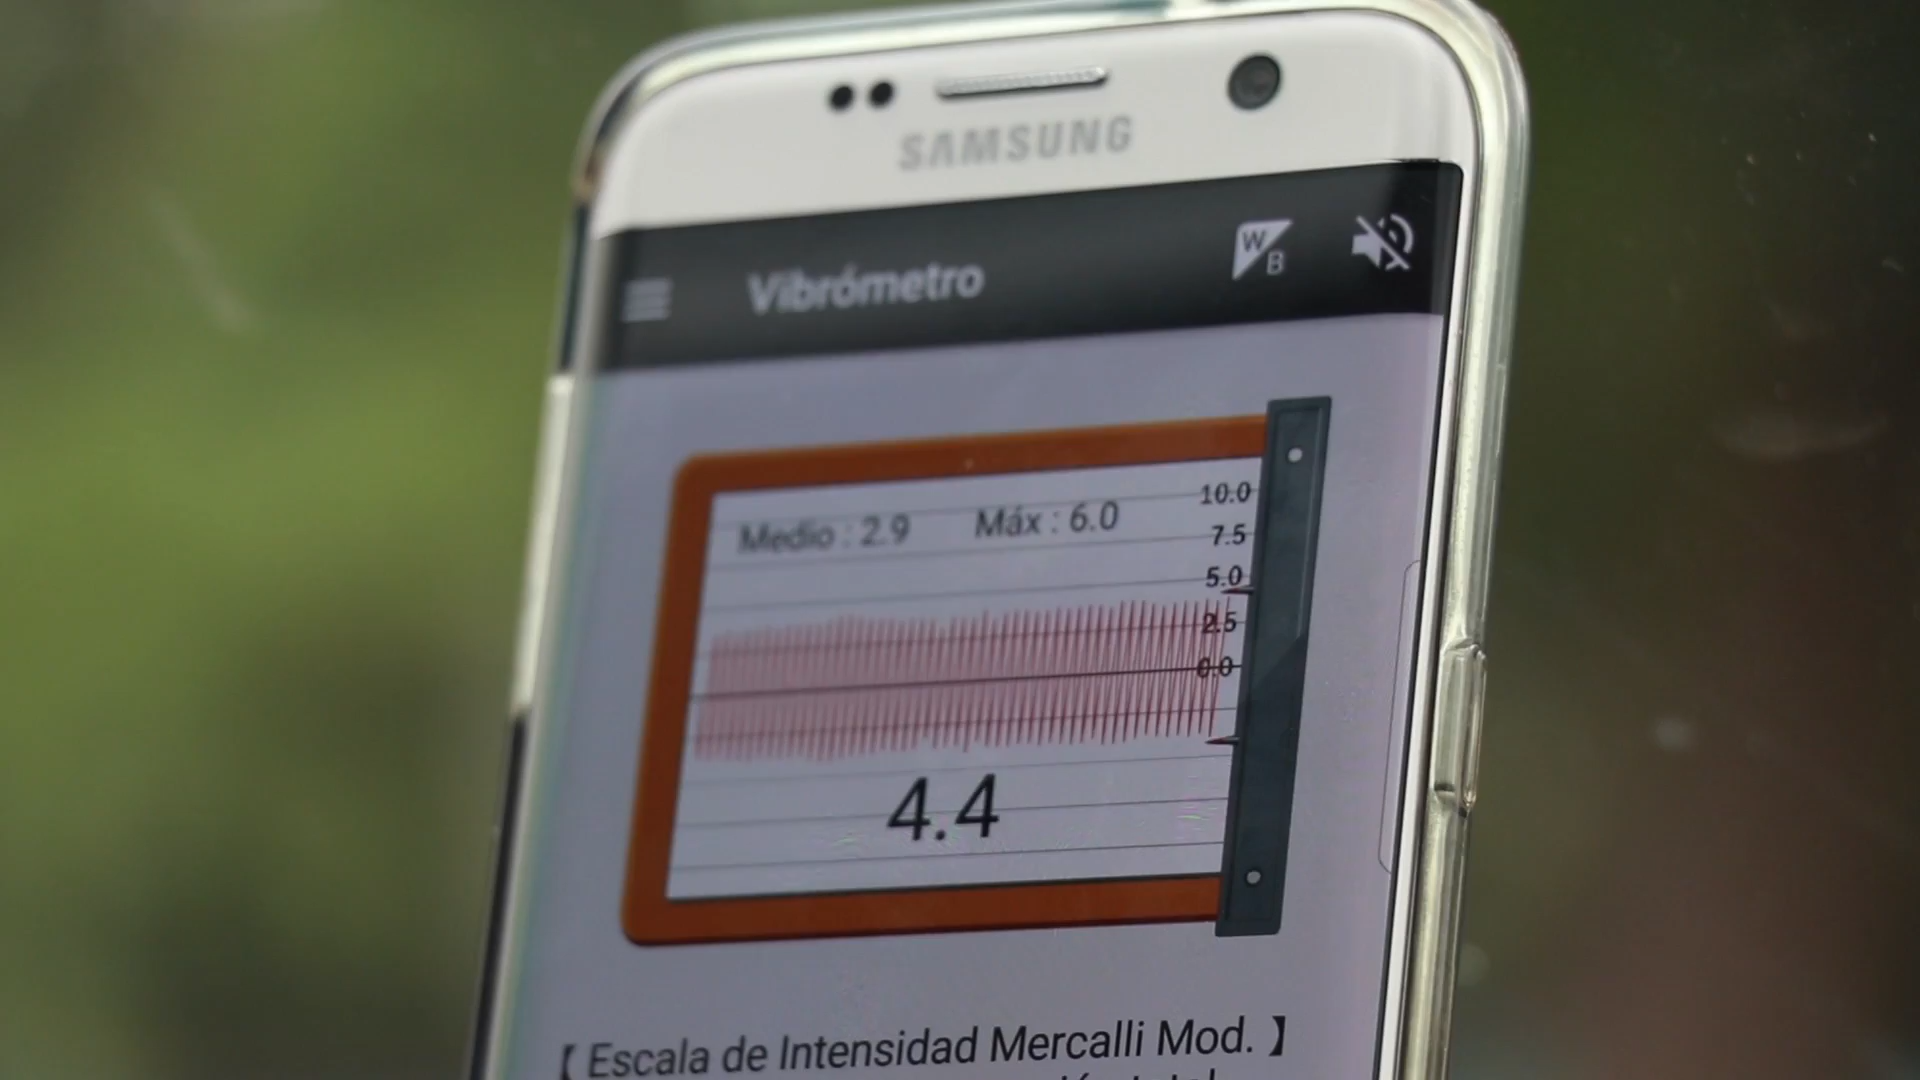 SAMSUNG
Vibrómetro
W
B
Medio : 2.9
Máx : 6.0
10.0
7.5
5.0
2.5
0.0
4.4
【 Escala de Intensidad Mercalli Mod. 】